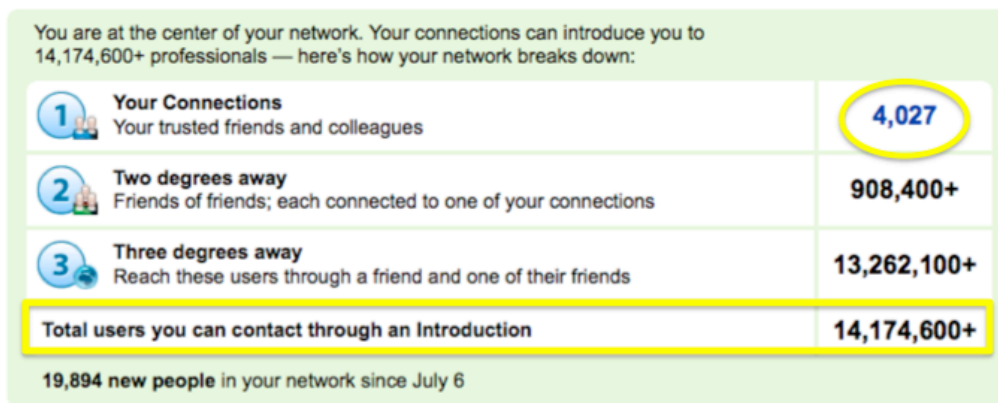 You are at the center of your network. Your connections can introduce you to
14,174,600+ professionals — here's how your network breaks down:
1 Your Connections
Your trusted friends and colleagues
4,027
2 Two degrees away
Friends of friends; each connected to one of your connections
908,400+
3 Three degrees away
Reach these users through a friend and one of their friends
13,262,100+
Total users you can contact through an Introduction 14,174,600+
19,894 new people in your network since July 6